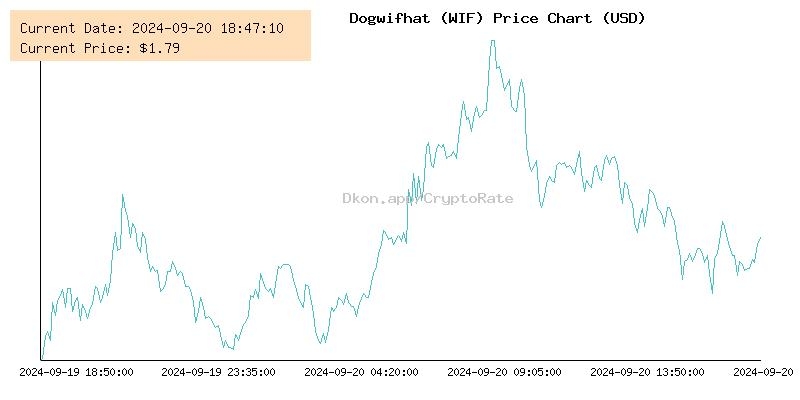 Dogwifhat (WIF) Price Chart (USD)
Current Date: 2024-09-20 18:47:10
Current Price: $1.79
Dkon.app/CryptoRate
2024-09-19 18:50:00 2024-09-19 23:35:00 2024-09-20 04:20:00 2024-09-20 09:05:00 2024-09-20 13:50:00 2024-09-20